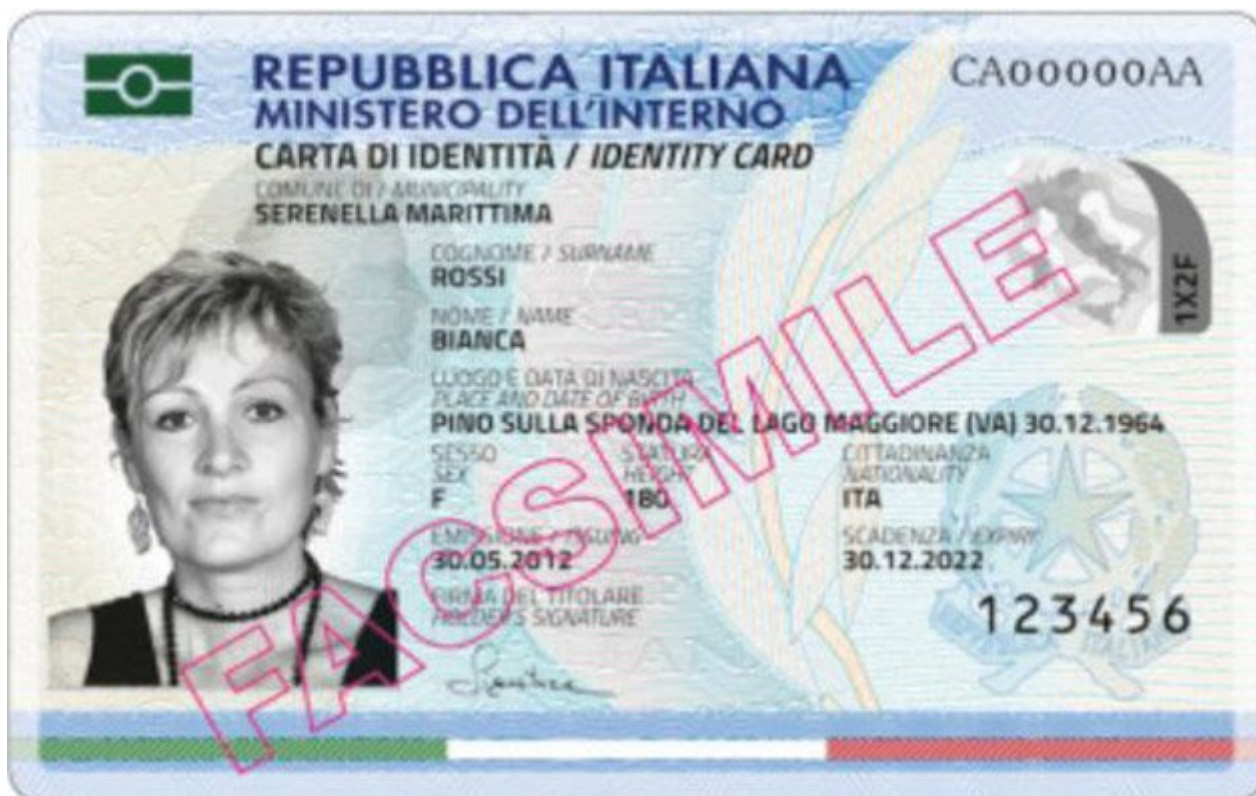 REPUBBLICA ITALIANA
CA00000AA
MINISTERO DELL'INTERNO
CARTA DI IDENTITÀ / IDENTITY CARD
COMUNE DI / MUNICIPALITY
SERENELLA MARITTIMA
COGNOME / SURNAME
ROSSI
1X2F
NOME / NAME
BIANCA
LUOGO E DATA DI NASCITA
PLACE AND DATE OF BIRTH
PINO SULLA SPONDA DEL LAGO MAGGIORE (VA) 30.12.1964
SESSO STATURA CITTADINANZA
SEX HEIGHT NATIONALITY
F 180 ITA
EMISSIONE / ISSUING SCADENZA / EXPIRY
30.05.2012 30.12.2022
FIRMA DEL TITOLARE
SIGNATURE
123456
FACSIMILE